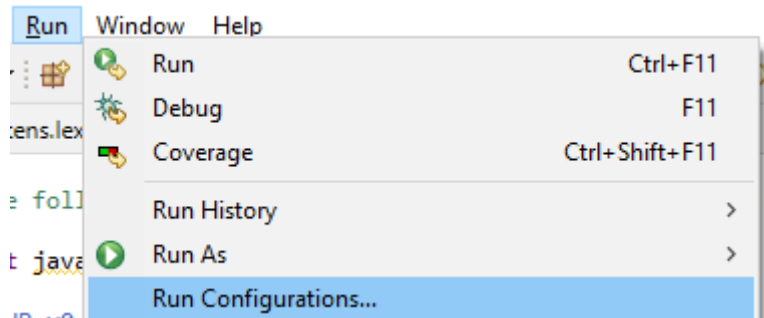 Run Window Help
Run Ctrl+F11
Debug F11
tens.lex
Coverage Ctrl+Shift+F11
e foll
Run History >
t java
Run As >
Run Configurations...